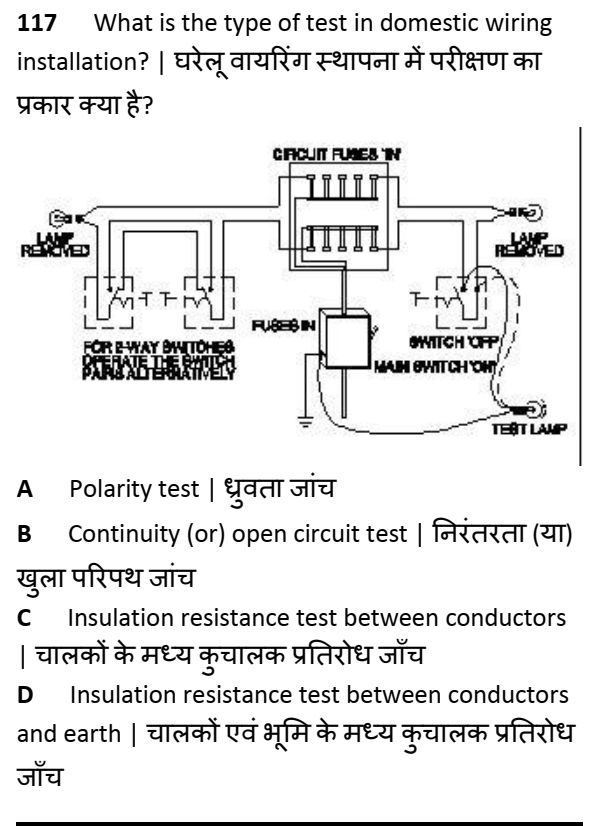 117 What is the type of test in domestic wiring
installation? | घरेलू वायरिंग स्थापना में परीक्षण का
प्रकार क्या है?
CIRCUIT FUSES 'IN'
LAMP
REMOVED
LAMP
REMOVED
FUSES IN
FOR 2-WAY SWITCHES
OPERATE THE SWITCH
PAIRS ALTERNATIVELY
SWITCH 'OFF'
MAIN SWITCH 'ON'
TEST LAMP
A Polarity test | ध्रुवता जांच
B Continuity (or) open circuit test | निरंतरता (या)
खुला परिपथ जांच
C Insulation resistance test between conductors
| चालकों के मध्य कुचालक प्रतिरोध जाँच
D Insulation resistance test between conductors
and earth | चालकों एवं भूमि के मध्य कुचालक प्रतिरोध
जाँच